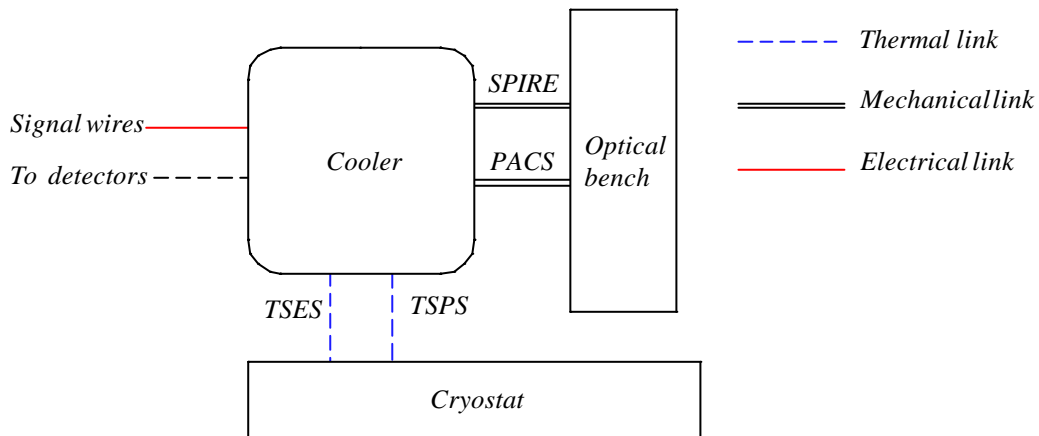 SPIRE
PACS
Signal wires
To detectors
Cooler
Optical
bench
TSES
TSPS
Cryostat
Thermal link
Mechanical link
Electrical link